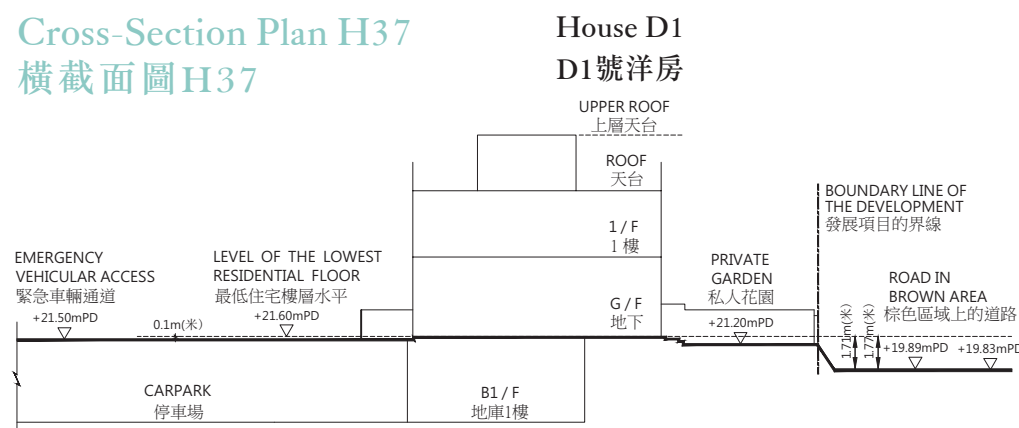 Cross-Section Plan H37
橫截面圖H37
House D1
D1號洋房
UPPER ROOF
上層天台
ROOF
天台
1 / F
1 樓
G / F
地下
EMERGENCY
VEHICULAR ACCESS
緊急車輛通道
+21.50mPD
0.1m(米)
LEVEL OF THE LOWEST
RESIDENTIAL FLOOR
最低住宅樓層水平
+21.60mPD
PRIVATE
GARDEN
私人花園
+21.20mPD
BOUNDARY LINE OF
THE DEVELOPMENT
發展項目的界線
ROAD IN
BROWN AREA
棕色區域上的道路
1.71m(米)
1.77m(米)
+19.89mPD
+19.83mPD
CARPARK
停車場
B1 / F
地庫1樓